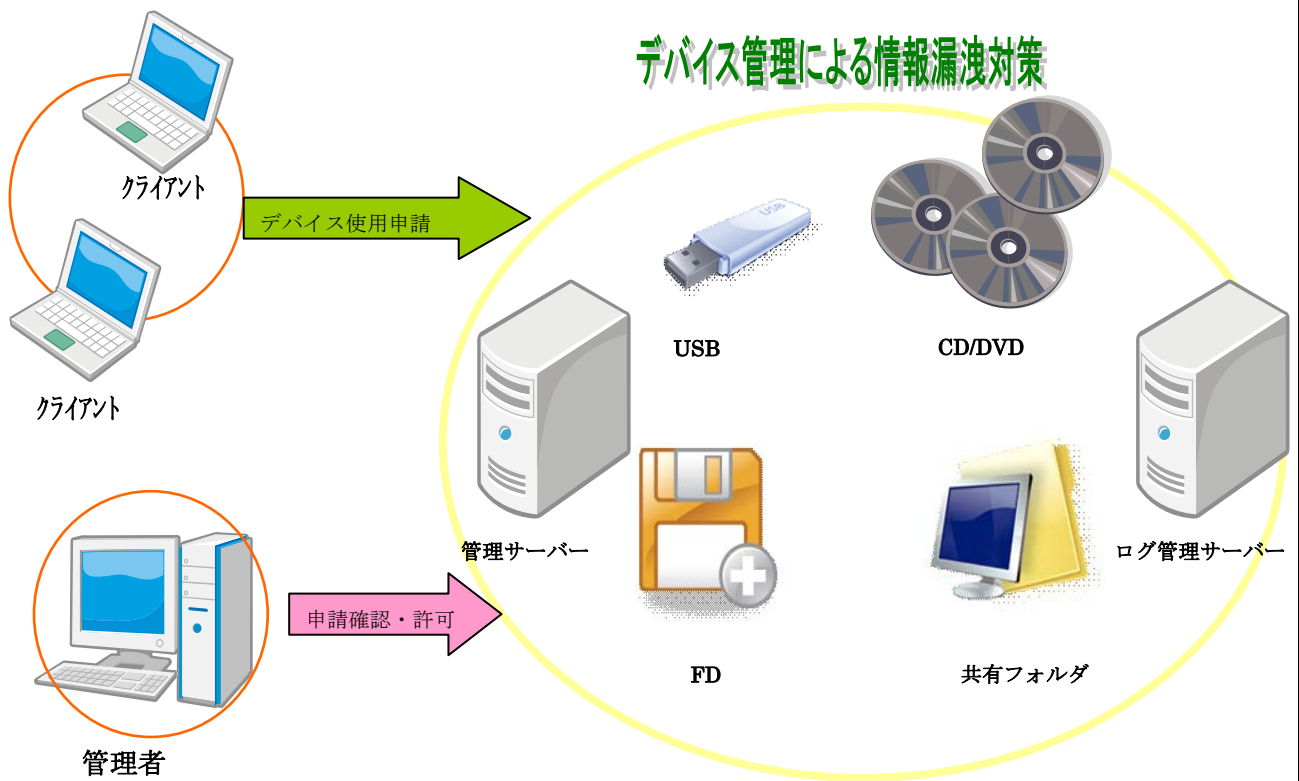 デバイス管理による情報漏洩対策
クライアント
デバイス使用申請
USB
USB
CD/DVD
クライアント
管理サーバー
ログ管理サーバー
申請確認・許可
FD
共有フォルダ
管理者